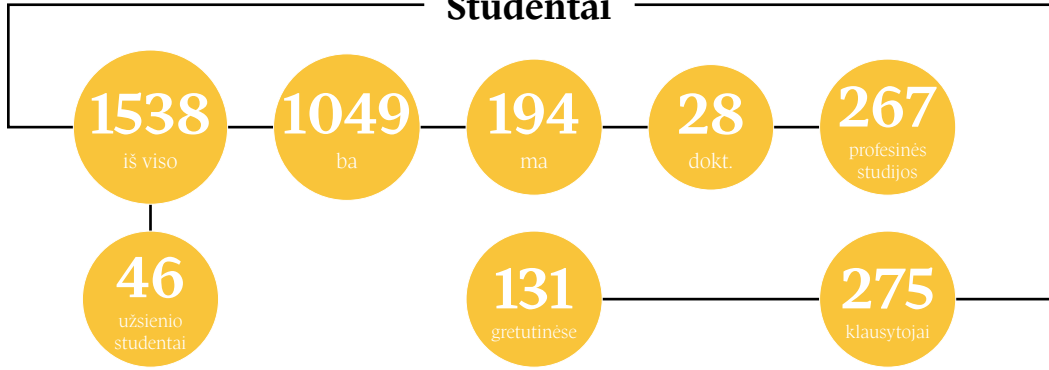 Studentai
1538
iš viso
1049
ba
194
ma
28
dokt.
267
profesinės
studijos
46
užsienio
studentai
131
gretutinėse
275
klausytojai